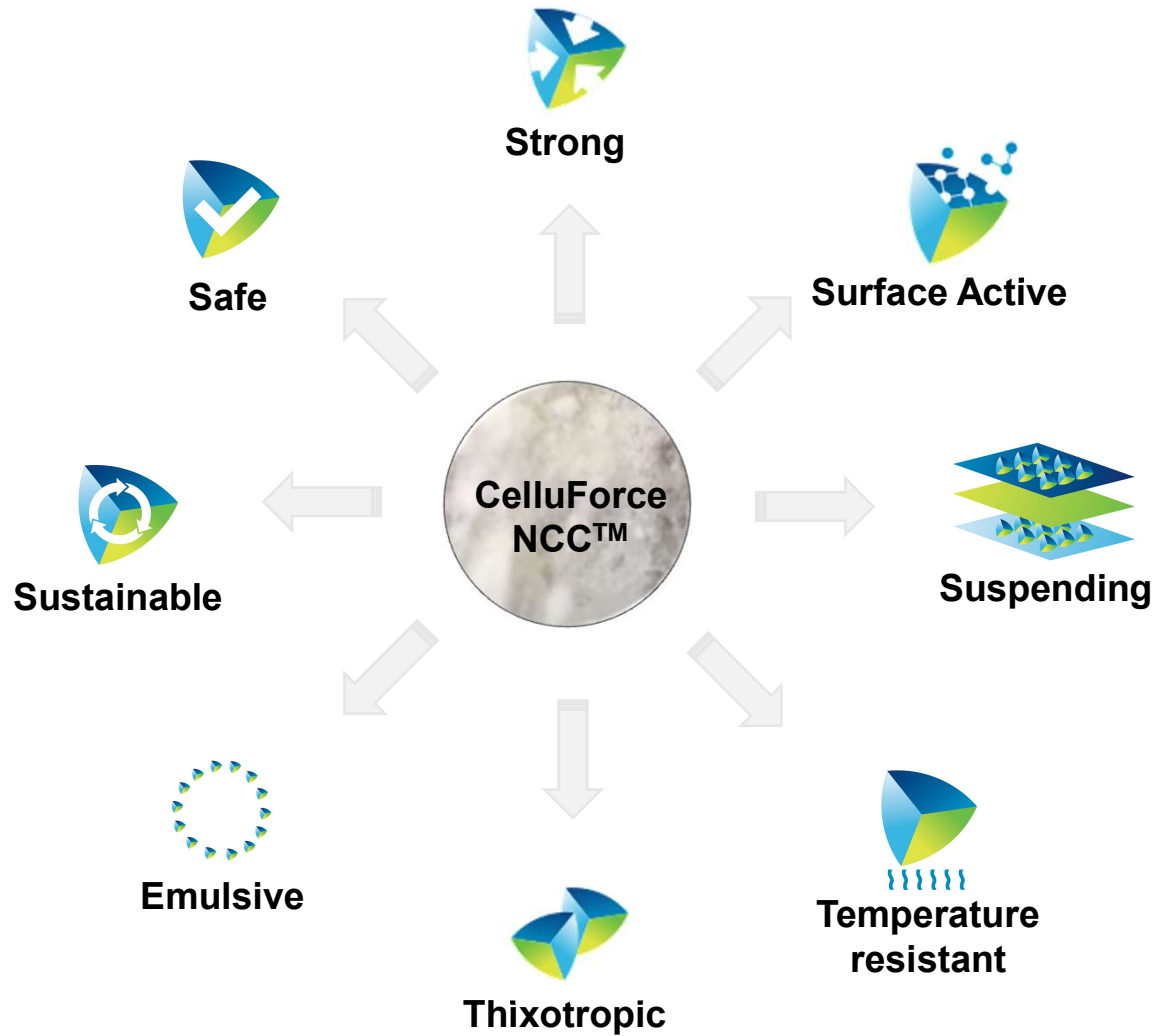 Strong
Safe
Surface Active
CelluForce
NCC™
Sustainable
Suspending
Emulsive
Temperature
resistant
Thixotropic